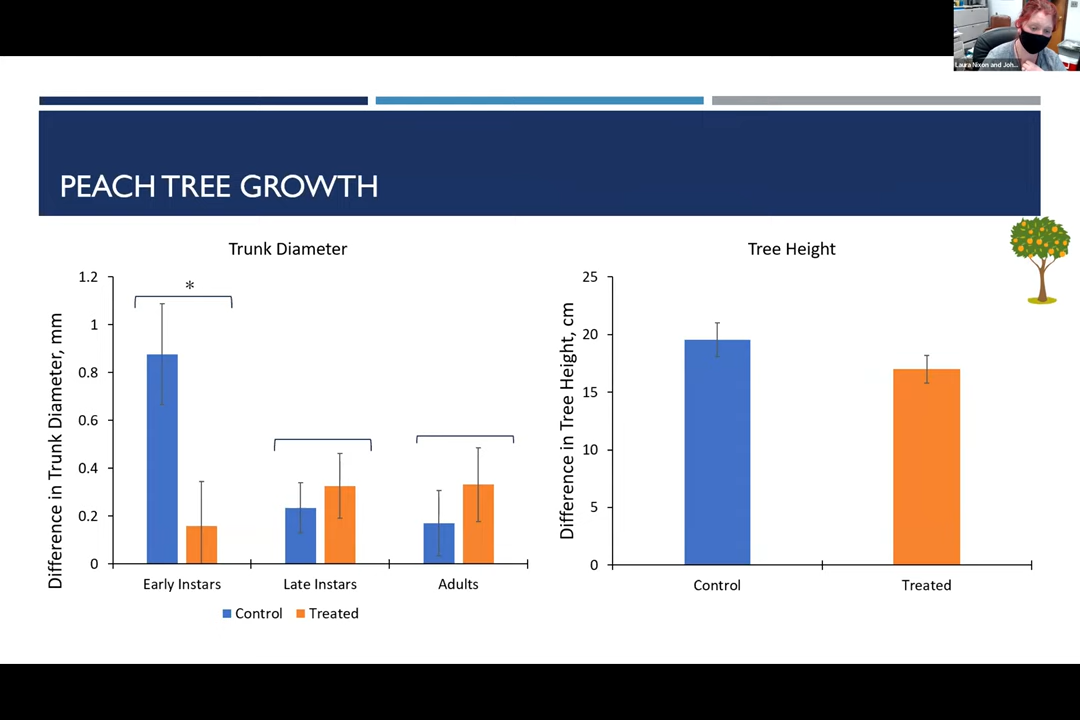 Laura Nixon and Joh...
PEACH TREE GROWTH
Trunk Diameter
Difference in Trunk Diameter, mm
1.2
1
0.8
0.6
0.4
0.2
0
*
Early Instars
Late Instars
Adults
Control
Treated
Tree Height
Difference in Tree Height, cm
25
20
15
10
5
0
Control
Treated